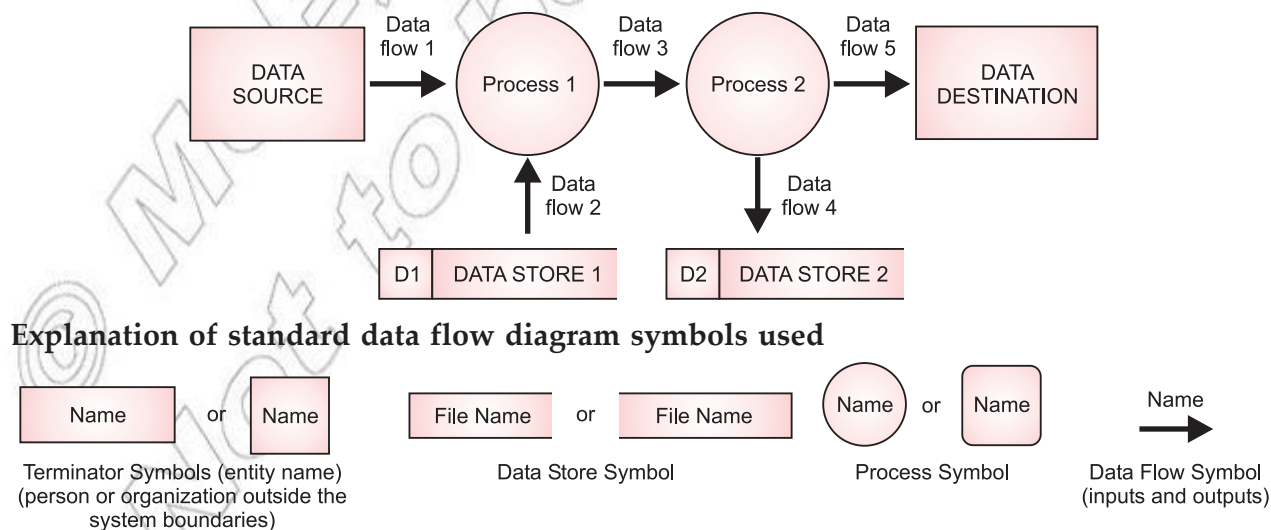 DATA
SOURCE
Data
flow 1
Process 1
Data
flow 3
Process 2
Data
flow 5
DATA
DESTINATION
Data
flow 2
Data
flow 4
D1 DATA STORE 1
D2 DATA STORE 2
Explanation of standard data flow diagram symbols used
Name or Name
Terminator Symbols (entity name)
(person or organization outside the
system boundaries)
File Name or File Name
Data Store Symbol
Name or Name
Process Symbol
Name
Data Flow Symbol
(inputs and outputs)
©
Not to